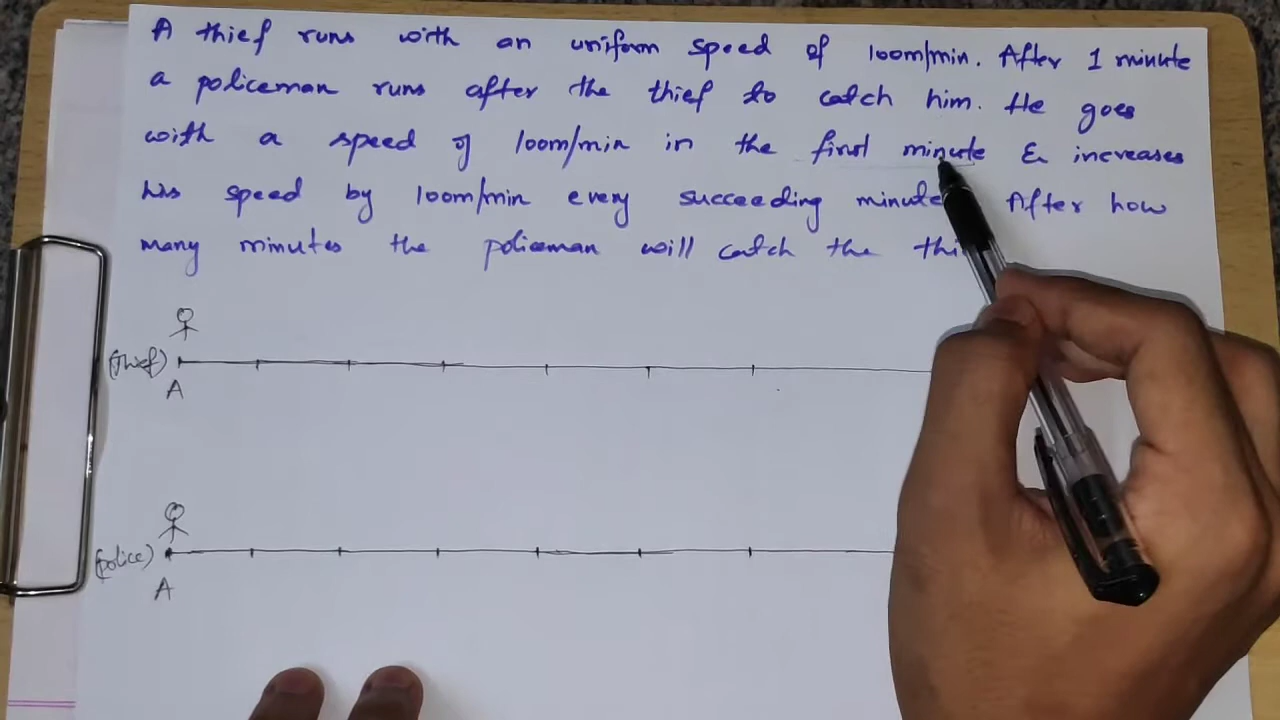 A thief runs with an uniform speed of 100m/min. After 1 minute
a policeman runs after the thief to catch him. He goes
with a speed of 100m/min in the first minute & increases
his speed by 100m/min every succeeding minute After how
many minutes the policeman will catch the thi
(Thief)
A
(police)
A